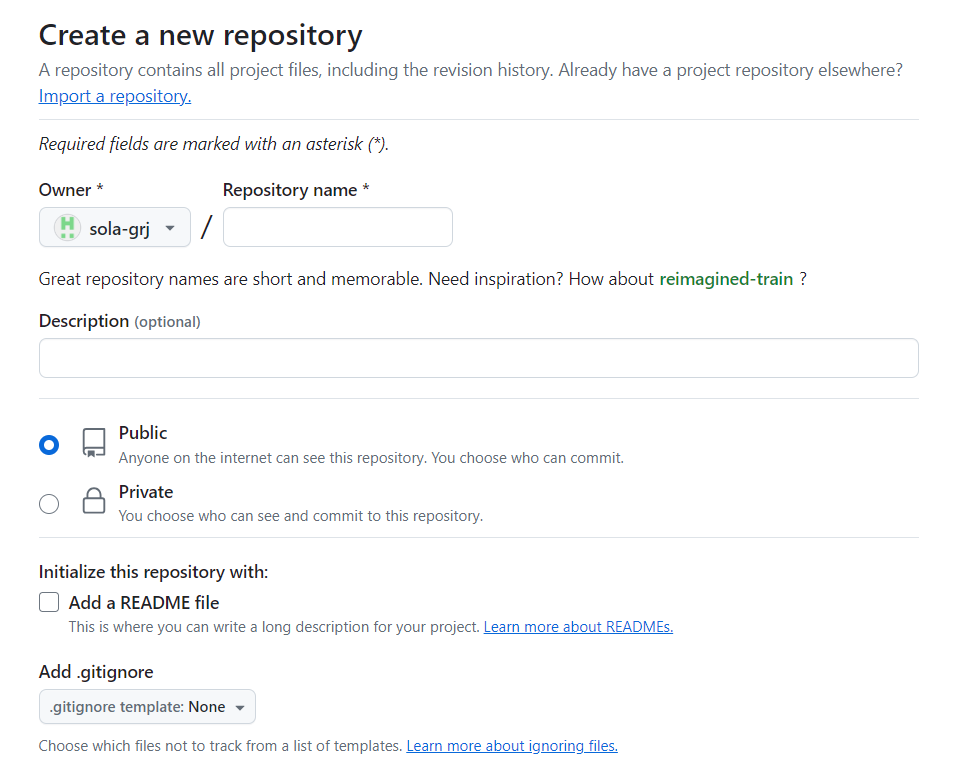 Create a new repository
A repository contains all project files, including the revision history. Already have a project repository elsewhere?
Import a repository.
Required fields are marked with an asterisk (*).
Owner * Repository name *
sola-grj /
Great repository names are short and memorable. Need inspiration? How about reimagined-train ?
Description (optional)
Public
Anyone on the internet can see this repository. You choose who can commit.
Private
You choose who can see and commit to this repository.
Initialize this repository with:
Add a README file
This is where you can write a long description for your project. Learn more about READMEs.
Add .gitignore
.gitignore template: None
Choose which files not to track from a list of templates. Learn more about ignoring files.